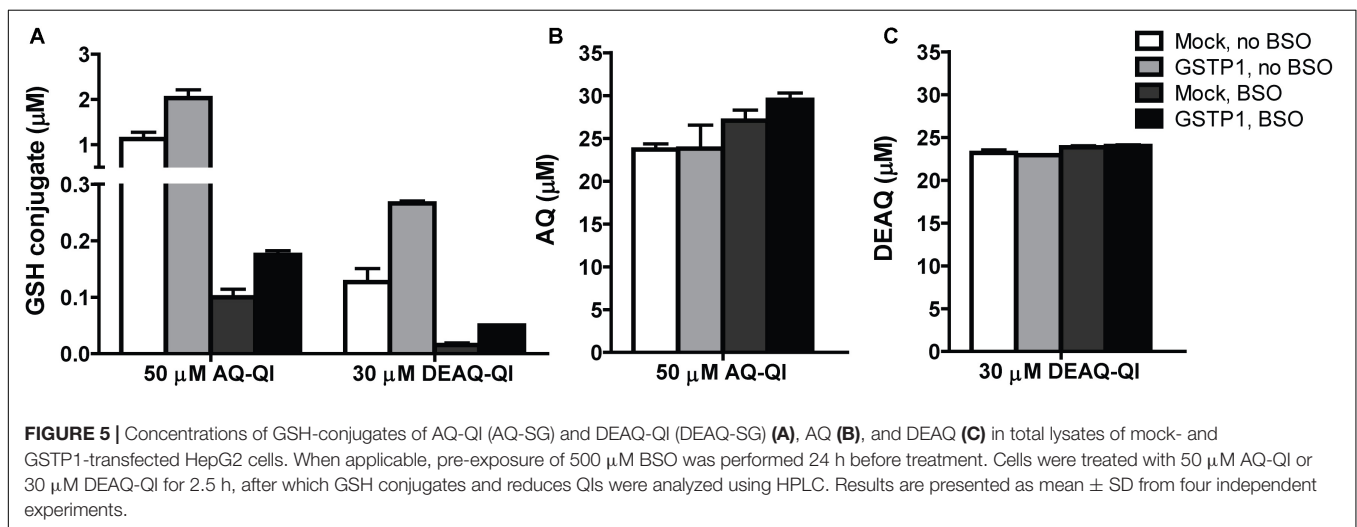 A
GSH conjugate (µM)
3
2
1
0.3
0.2
0.1
0.0
50 µM AQ-QI
30 µM DEAQ-QI
B
AQ (µM)
35
30
25
20
15
10
5
0
50 µM AQ-QI
C
DEAQ (µM)
35
30
25
20
15
10
5
0
30 µM DEAQ-QI
Mock, no BSO
GSTP1, no BSO
Mock, BSO
GSTP1, BSO
FIGURE 5 | Concentrations of GSH-conjugates of AQ-QI (AQ-SG) and DEAQ-QI (DEAQ-SG) (A), AQ (B), and DEAQ (C) in total lysates of mock- and
GSTP1-transfected HepG2 cells. When applicable, pre-exposure of 500 µM BSO was performed 24 h before treatment. Cells were treated with 50 µM AQ-QI or
30 µM DEAQ-QI for 2.5 h, after which GSH conjugates and reduces QIs were analyzed using HPLC. Results are presented as mean ± SD from four independent
experiments.